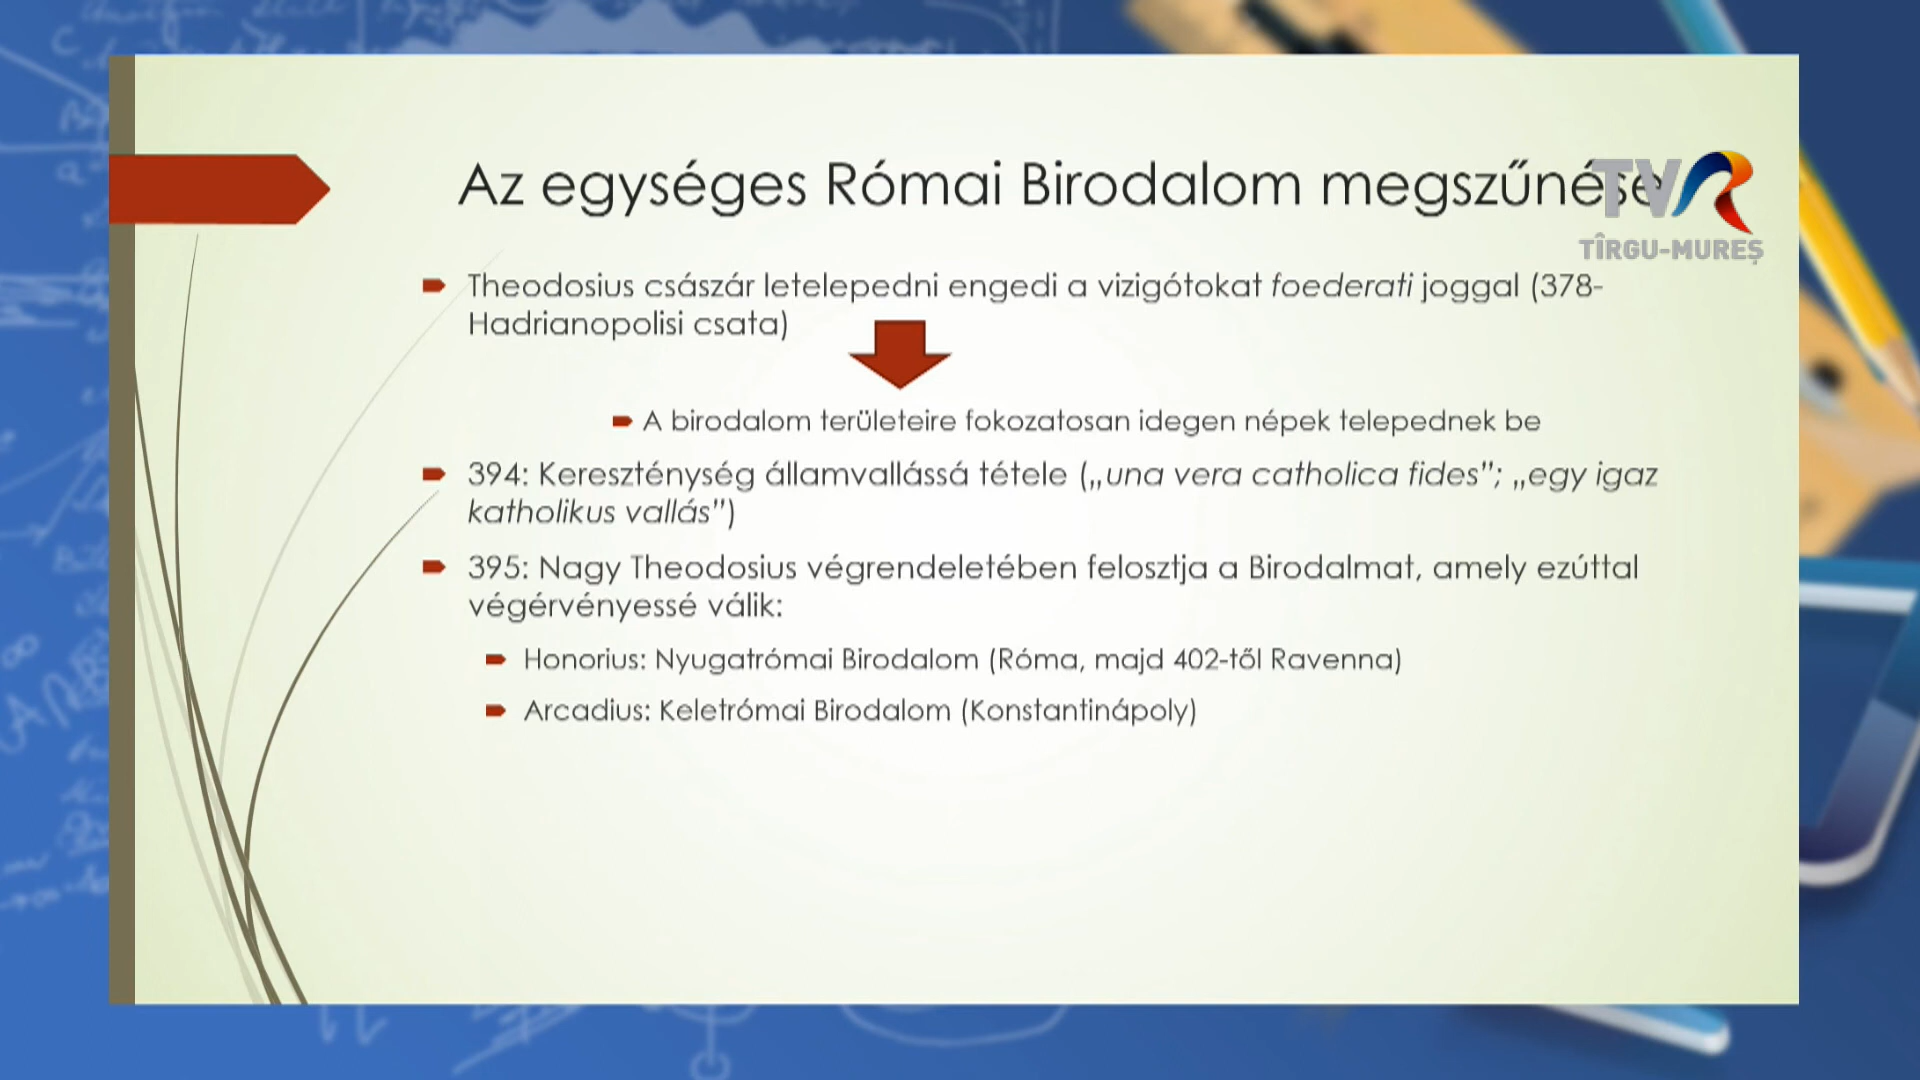 Az egységes Római Birodalom megszűnése
TVR
TÎRGU-MUREȘ
Theodosius császár letelepedni engedi a vizigótokat foederati joggal (378-
Hadrianopolisi csata)
A birodalom területeire fokozatosan idegen népek telepednek be
394: Kereszténység államvallássá tétele („una vera catholica fides”; „egy igaz
katholikus vallás”)
395: Nagy Theodosius végrendeletében felosztja a Birodalmat, amely ezúttal
végérvényessé válik:
Honorius: Nyugatrómai Birodalom (Róma, majd 402-től Ravenna)
Arcadius: Keletrómai Birodalom (Konstantinápoly)